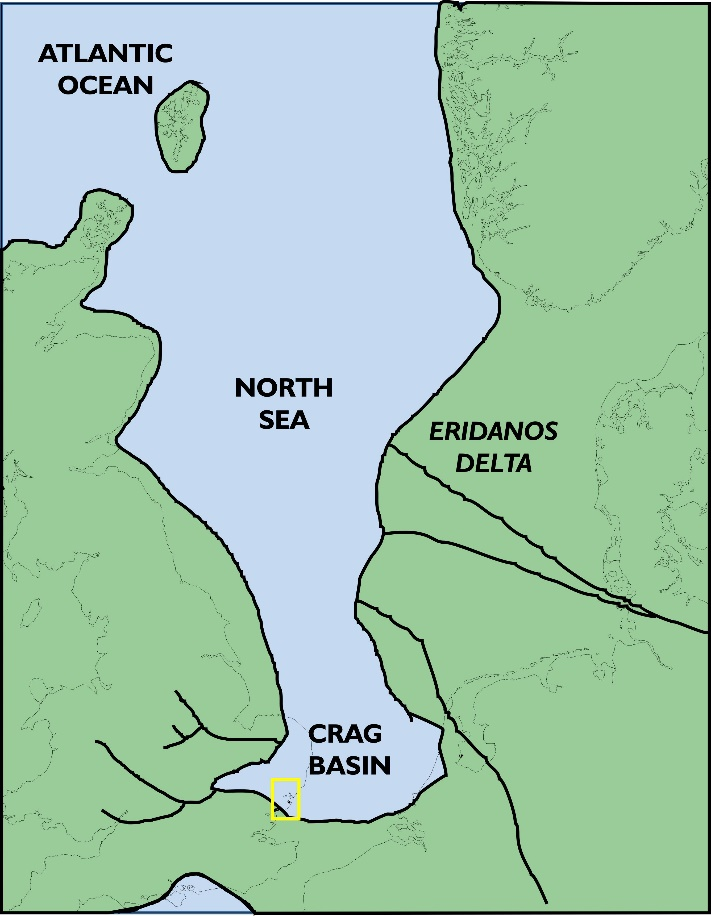 ATLANTIC
OCEAN
NORTH
SEA
ERIDANOS
DELTA
CRAG
BASIN